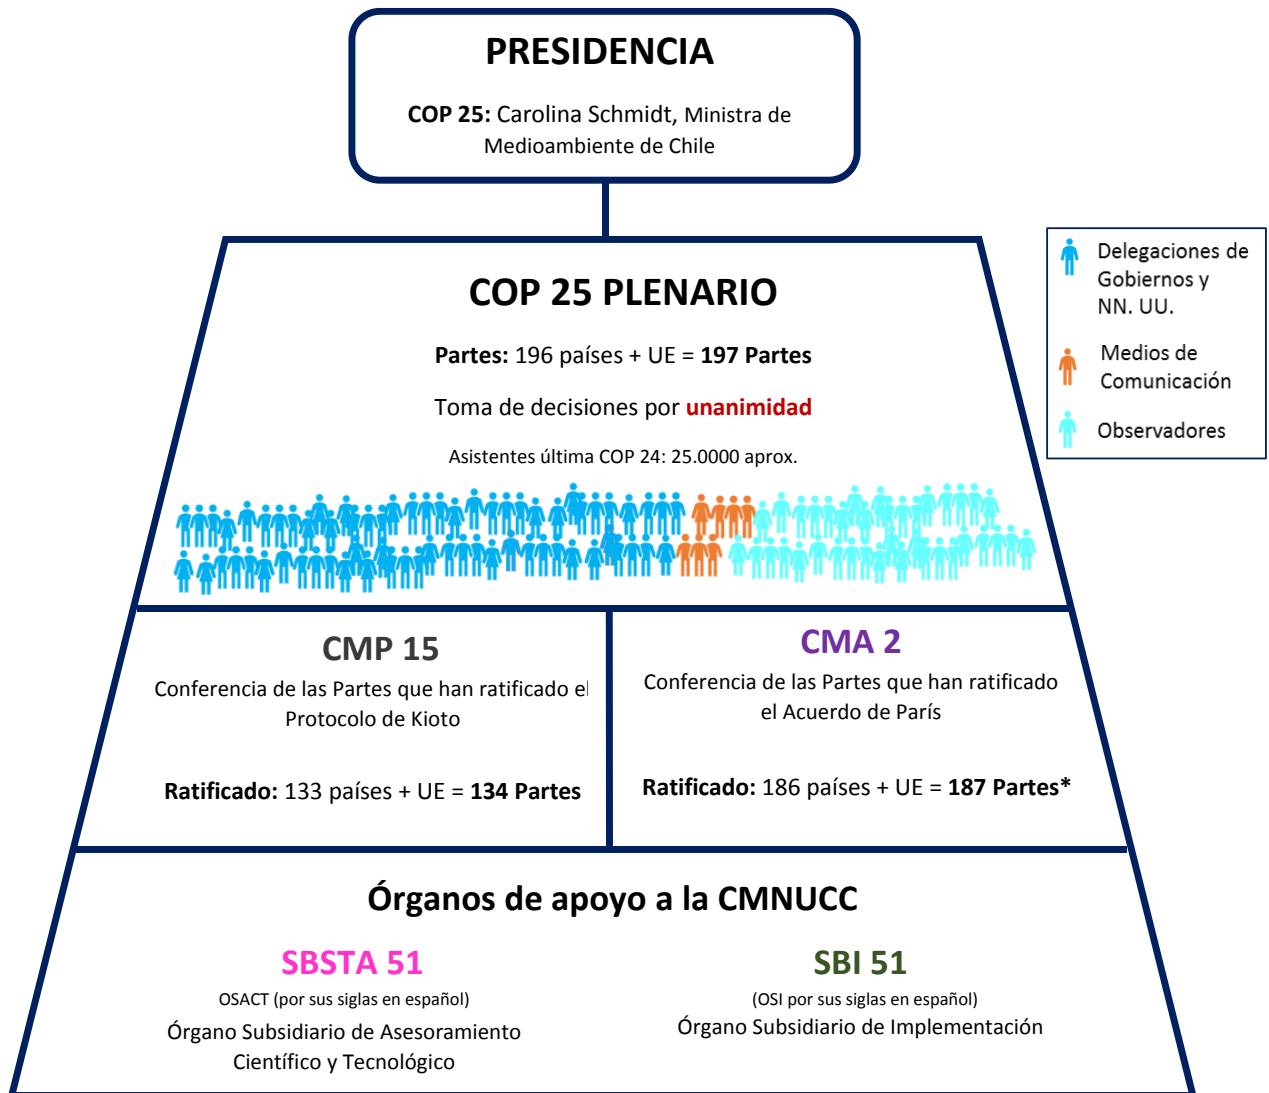 PRESIDENCIA
COP 25: Carolina Schmidt, Ministra de
Medioambiente de Chile
COP 25 PLENARIO
Partes: 196 países + UE = 197 Partes
Toma de decisiones por unanimidad
Asistentes última COP 24: 25.0000 aprox.
Delegaciones de
Gobiernos y
NN. UU.
Medios de
Comunicación
Observadores
CMP 15
Conferencia de las Partes que han ratificado el
Protocolo de Kioto
Ratificado: 133 países + UE = 134 Partes
CMA 2
Conferencia de las Partes que han ratificado
el Acuerdo de París
Ratificado: 186 países + UE = 187 Partes*
Órganos de apoyo a la CMNUCC
SBSTA 51
OSACT (por sus siglas en español)
Órgano Subsidiario de Asesoramiento
Científico y Tecnológico
SBI 51
(OSI por sus siglas en español)
Órgano Subsidiario de Implementación